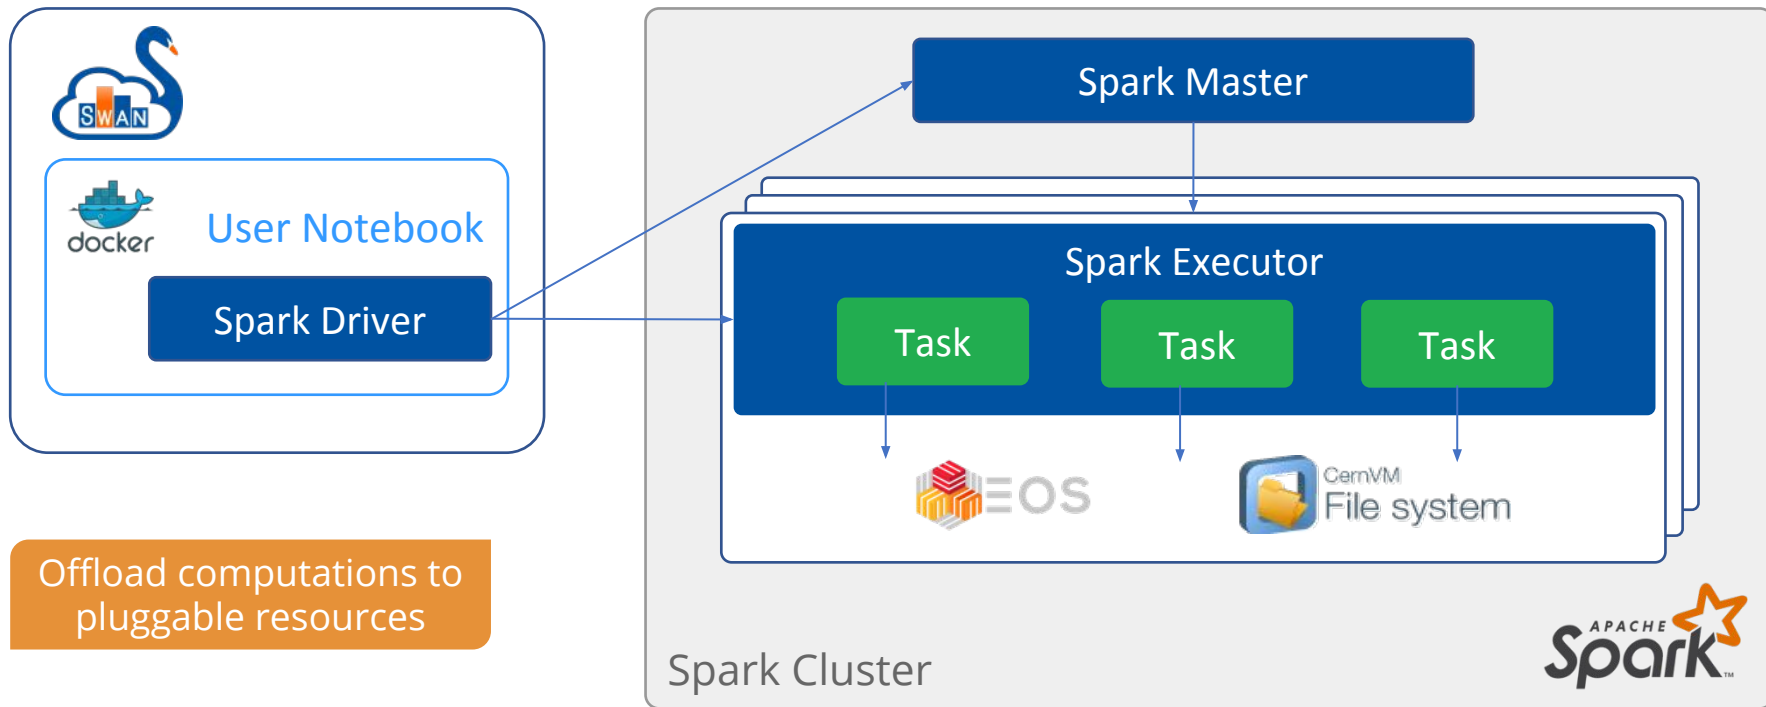 SWAN
docker
User Notebook
Spark Driver
Offload computations to
pluggable resources
Spark Master
Spark Executor
Task
Task
Task
EOS
CernVM
File system
Spark Cluster
APACHE
Spark™